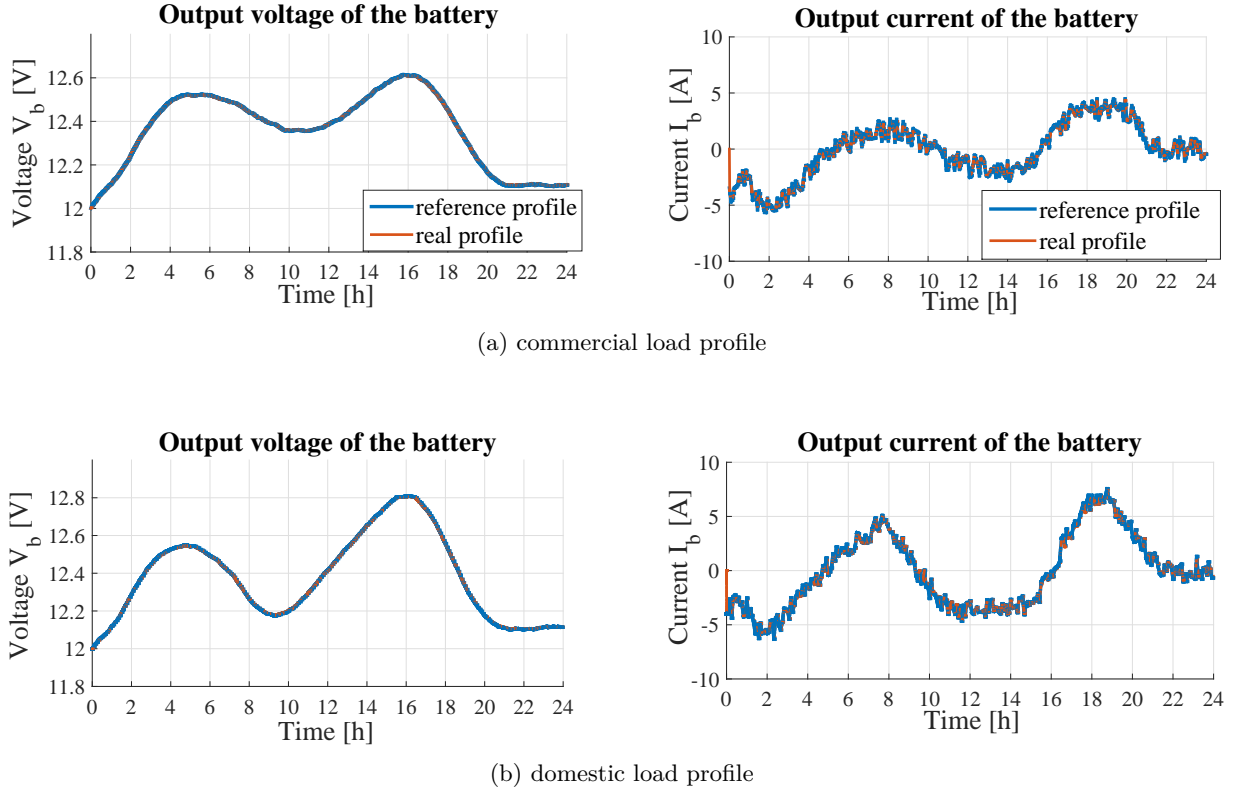 Output voltage of the battery
Voltage V_b [V]
12.6
12.4
12.2
12
11.8
0 2 4 6 8 10 12 14 16 18 20 22 24
Time [h]
reference profile
real profile
Output current of the battery
Current I_b [A]
10
5
0
-5
-10
0 2 4 6 8 10 12 14 16 18 20 22 24
Time [h]
reference profile
real profile
(a) commercial load profile
Output voltage of the battery
Voltage V_b [V]
12.8
12.6
12.4
12.2
12
11.8
0 2 4 6 8 10 12 14 16 18 20 22 24
Time [h]
Output current of the battery
Current I_b [A]
10
5
0
-5
-10
0 2 4 6 8 10 12 14 16 18 20 22 24
Time [h]
(b) domestic load profile